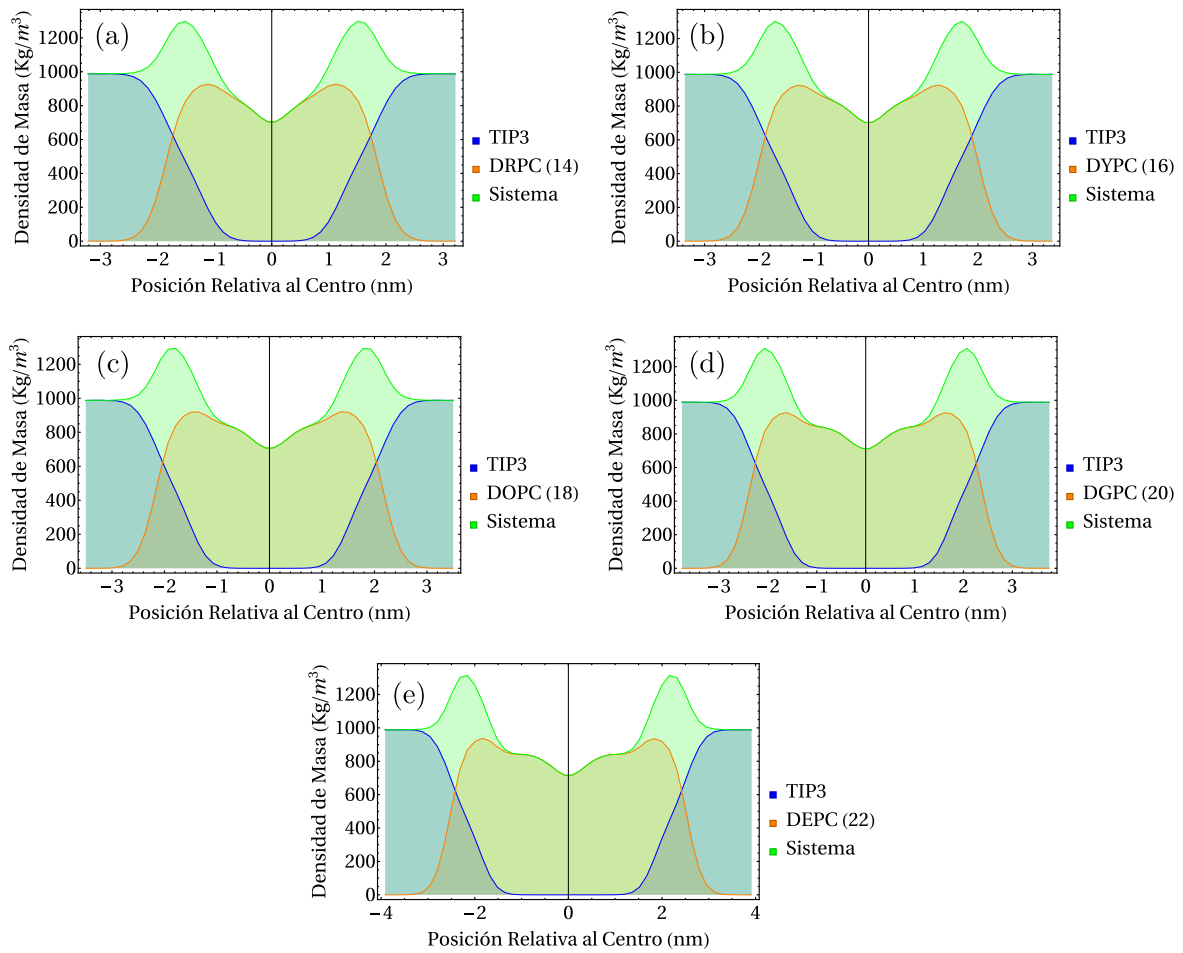 (a)
Densidad de Masa (Kg/m³)
1200
1000
800
600
400
200
0
−3 −2 −1 0 1 2 3
Posición Relativa al Centro (nm)
TIP3
DRPC (14)
Sistema
(b)
Densidad de Masa (Kg/m³)
1200
1000
800
600
400
200
0
−3 −2 −1 0 1 2 3
Posición Relativa al Centro (nm)
TIP3
DYPC (16)
Sistema
(c)
Densidad de Masa (Kg/m³)
1200
1000
800
600
400
200
0
−3 −2 −1 0 1 2 3
Posición Relativa al Centro (nm)
TIP3
DOPC (18)
Sistema
(d)
Densidad de Masa (Kg/m³)
1200
1000
800
600
400
200
0
−3 −2 −1 0 1 2 3
Posición Relativa al Centro (nm)
TIP3
DGPC (20)
Sistema
(e)
Densidad de Masa (Kg/m³)
1200
1000
800
600
400
200
0
−4 −2 0 2 4
Posición Relativa al Centro (nm)
TIP3
DEPC (22)
Sistema